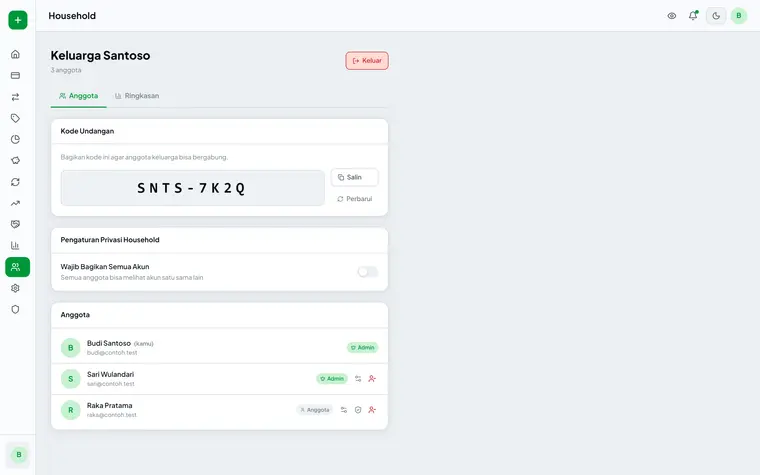 Household
B
Keluarga Santoso
3 anggota
Keluar
Anggota
Ringkasan
Kode Undangan
Bagikan kode ini agar anggota keluarga bisa bergabung.
SNTS-7K2Q
Salin
Perbarui
Pengaturan Privasi Household
Wajib Bagikan Semua Akun
Semua anggota bisa melihat akun satu sama lain
Anggota
B
Budi Santoso (kamu)
budi@contoh.test
Admin
S
Sari Wulandari
sari@contoh.test
Admin
R
Raka Pratama
raka@contoh.test
Anggota
B